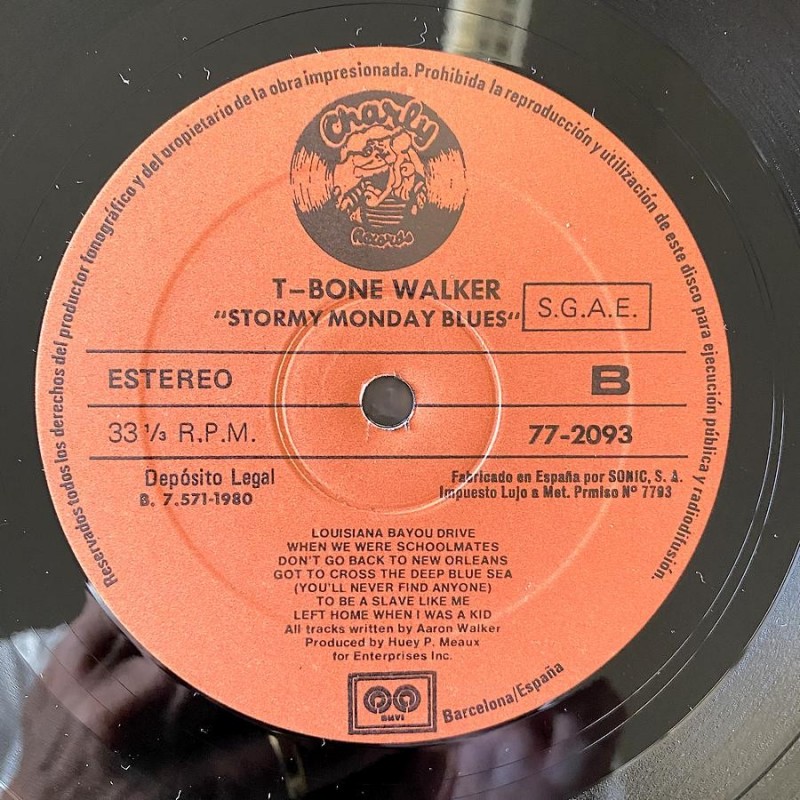 Reservados todos los derechos del productor fonográfico y del propietario de la obra impresionada. Prohibida la reproducción y utilización de este disco para ejecución pública y radiodifusión.
Charly
Records
T-BONE WALKER
"STORMY MONDAY BLUES"
S.G.A.E.
ESTEREO
B
33 1/3 R.P.M.
77-2093
Depósito Legal
B. 7.571-1980
Fabricado en España por SONIC, S. A.
Impuesto Lujo a Met. Prmiso Nº 7793
LOUISIANA BAYOU DRIVE
WHEN WE WERE SCHOOLMATES
DON'T GO BACK TO NEW ORLEANS
GOT TO CROSS THE DEEP BLUE SEA
(YOU'LL NEVER FIND ANYONE)
TO BE A SLAVE LIKE ME
LEFT HOME WHEN I WAS A KID
All tracks written by Aaron Walker
Produced by Huey P. Meaux
for Enterprises Inc.
Barcelona/España